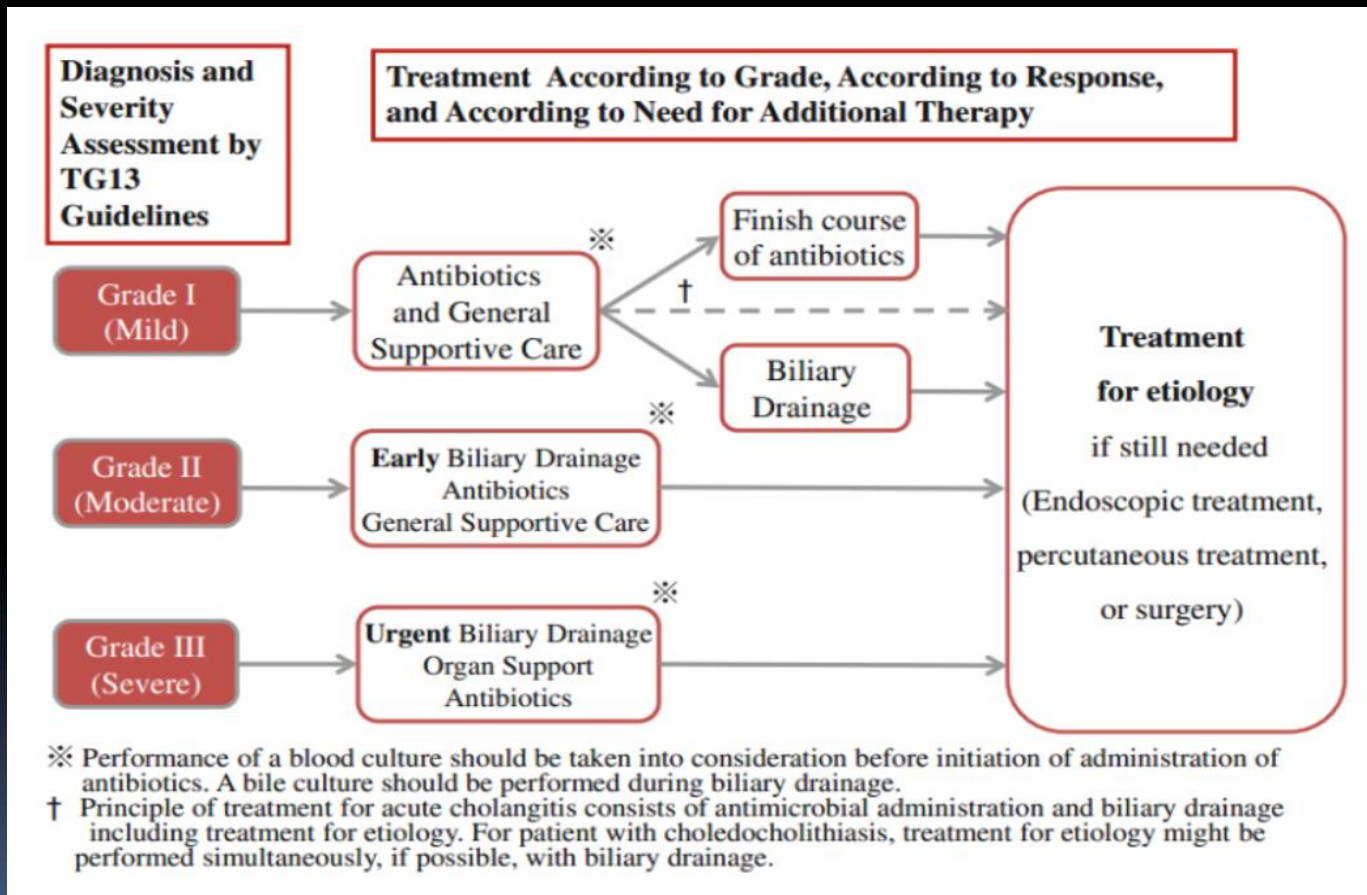 Diagnosis and
Severity
Assessment by
TG13
Guidelines
Treatment According to Grade, According to Response,
and According to Need for Additional Therapy
Grade I
(Mild)
※
Antibiotics
and General
Supportive Care
Finish course
of antibiotics
†
Biliary
Drainage
Grade II
(Moderate)
※
Early Biliary Drainage
Antibiotics
General Supportive Care
Grade III
(Severe)
※
Urgent Biliary Drainage
Organ Support
Antibiotics
Treatment
for etiology
if still needed
(Endoscopic treatment,
percutaneous treatment,
or surgery)
※ Performance of a blood culture should be taken into consideration before initiation of administration of
antibiotics. A bile culture should be performed during biliary drainage.
† Principle of treatment for acute cholangitis consists of antimicrobial administration and biliary drainage
including treatment for etiology. For patient with choledocholithiasis, treatment for etiology might be
performed simultaneously, if possible, with biliary drainage.